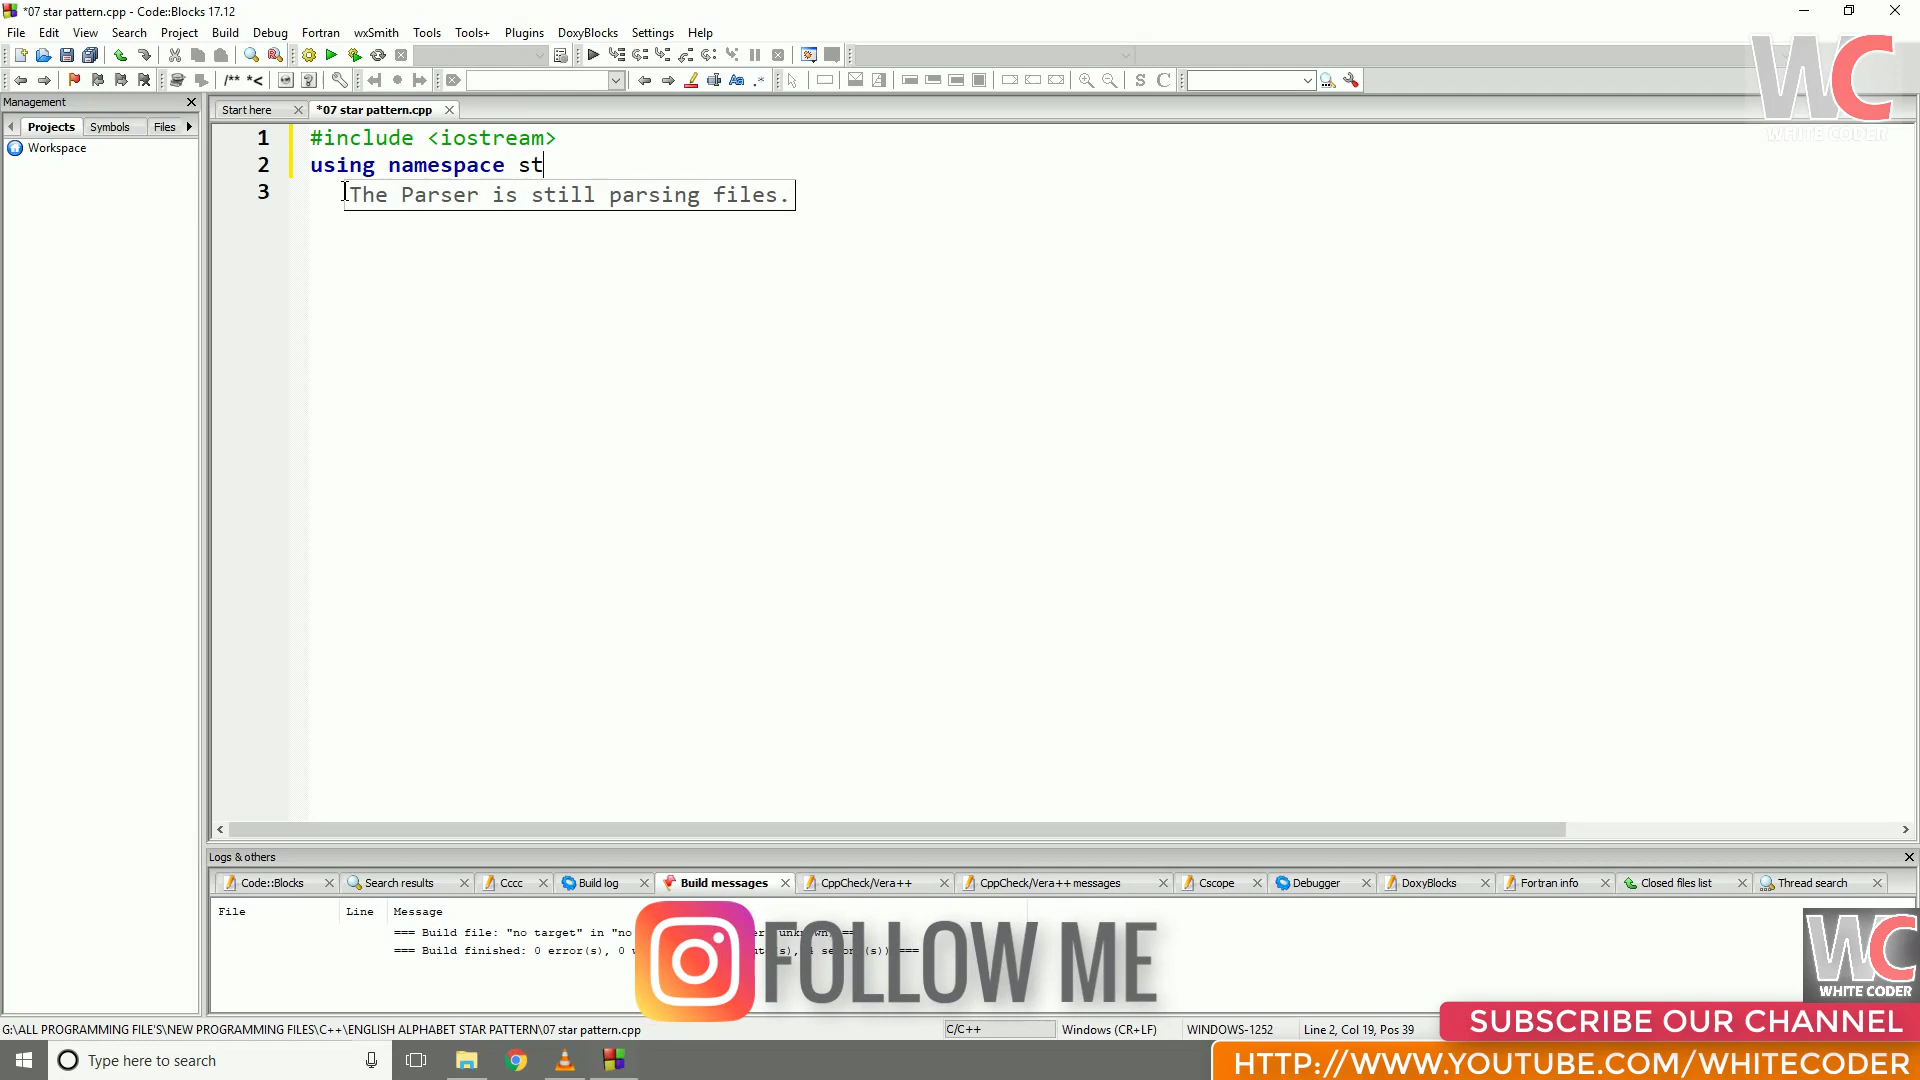 *07 star pattern.cpp - Code::Blocks 17.12
File Edit View Search Project Build Debug Fortran wxSmith Tools Tools+ Plugins DoxyBlocks Settings Help
/** *<
S C
WC
WHITE CODER
Management
Projects Symbols Files
Workspace
Start here *07 star pattern.cpp
1 #include <iostream>
2 using namespace st
3
The Parser is still parsing files.
Logs & others
Code::Blocks Search results Cccc Build log Build messages CppCheck/Vera++ CppCheck/Vera++ messages Cscope Debugger DoxyBlocks Fortran info Closed files list Thread search
File Line Message
=== Build file: "no target" in "no
=== Build finished: 0 error(s), 0 (s)) ===
FOLLOW ME
WC
WHITE CODER
G:\ALL PROGRAMMING FILE'S\NEW PROGRAMMING FILES\C++\ENGLISH ALPHABET STAR PATTERN\07 star pattern.cpp
C/C++ Windows (CR+LF) WINDOWS-1252 Line 2, Col 19, Pos 39
SUBSCRIBE OUR CHANNEL
Type here to search
HTTP://WWW.YOUTUBE.COM/WHITECODER